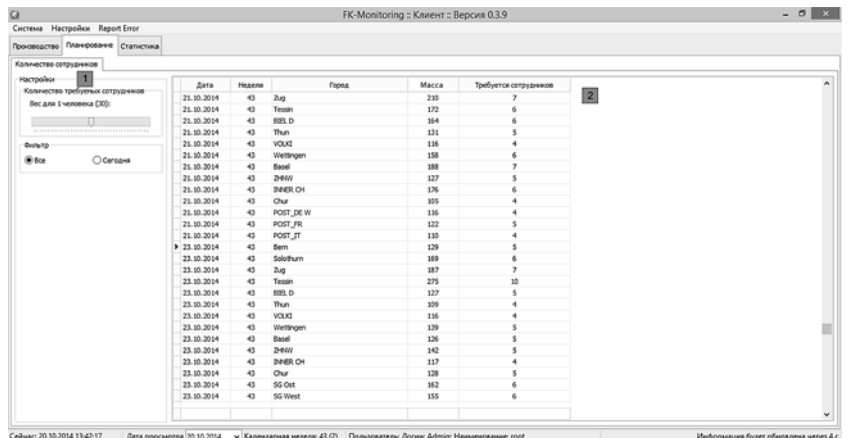 FK-Monitoring :: Клиент :: Версия 0.3.9
Система Настройки Report Error
Производство Планирование Статистика
Количество сотрудников
Настройки 1
Количество требуемых сотрудников
Вес для 1 человека (30):
Фильтр
Все Сегодня
2
Дата Неделя Город Масса Требуется сотрудников
21.10.2014 43 Zug 210 7
21.10.2014 43 Tessin 172 6
21.10.2014 43 BIEL D 164 6
21.10.2014 43 Thun 131 5
21.10.2014 43 VOLKI 116 4
21.10.2014 43 Wettingen 158 6
21.10.2014 43 Basel 188 7
21.10.2014 43 ZHNW 127 5
21.10.2014 43 INNER CH 176 6
21.10.2014 43 Chur 105 4
21.10.2014 43 POST_DE W 116 4
21.10.2014 43 POST_FR 122 5
21.10.2014 43 POST_IT 110 4
23.10.2014 43 Bern 129 5
23.10.2014 43 Solothurn 169 6
23.10.2014 43 Zug 187 7
23.10.2014 43 Tessin 275 10
23.10.2014 43 BIEL D 127 5
23.10.2014 43 Thun 109 4
23.10.2014 43 VOLKI 116 4
23.10.2014 43 Wettingen 139 5
23.10.2014 43 Basel 126 5
23.10.2014 43 ZHNW 142 5
23.10.2014 43 INNER CH 117 4
23.10.2014 43 Chur 128 5
23.10.2014 43 SG Ost 162 6
23.10.2014 43 SG West 155 6
Сейчас: 20.10.2014 13:42:17 Дата просмотра 20.10.2014 Календарная неделя: 43 (2) Пользователь: Логин: Admin; Наименование: root Информация будет обновлена через 4 с